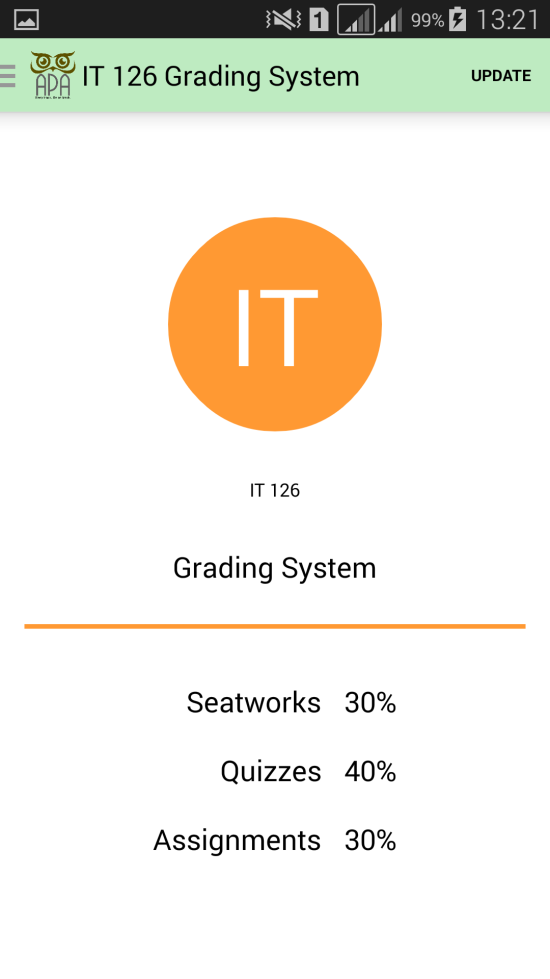 1 99% 13:21
APA IT 126 Grading System UPDATE
IT
IT 126
Grading System
Seatworks 30%
Quizzes 40%
Assignments 30%